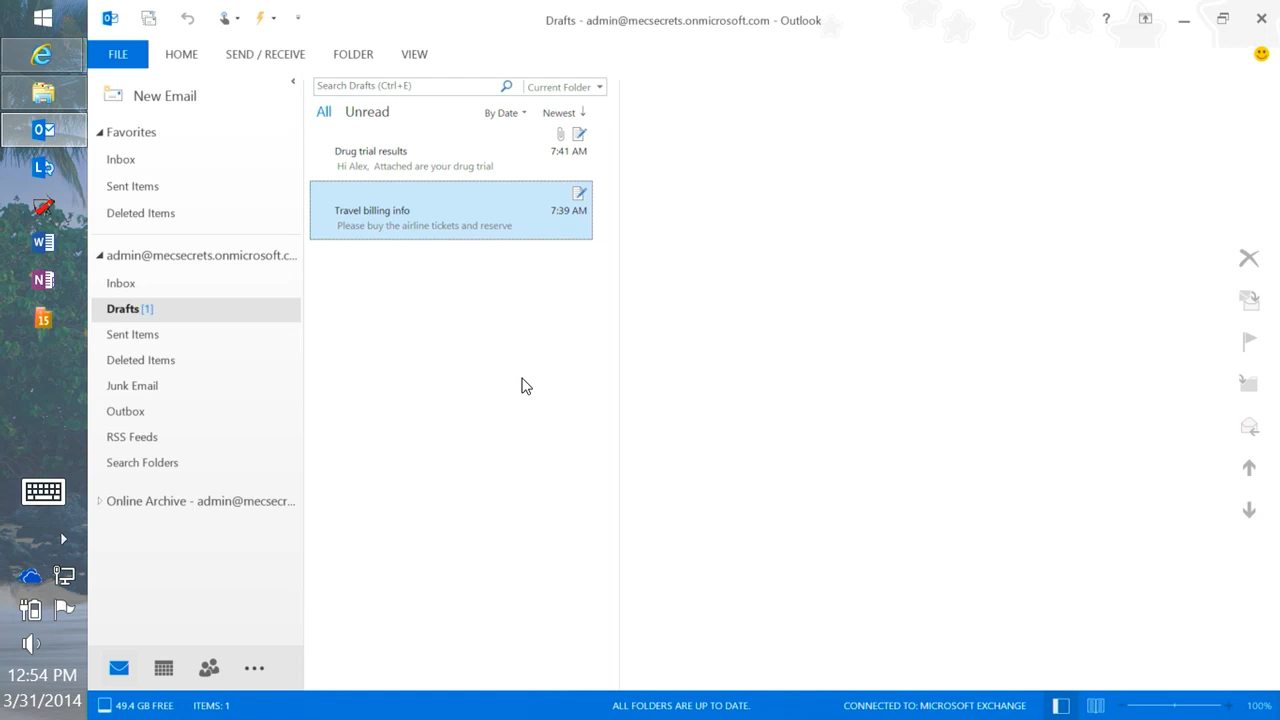 Drafts - admin@mecsecrets.onmicrosoft.com - Outlook
?
FILE HOME SEND / RECEIVE FOLDER VIEW
New Email
Favorites
Inbox
Sent Items
Deleted Items
admin@mecsecrets.onmicrosoft.c...
Inbox
Drafts [1]
Sent Items
Deleted Items
Junk Email
Outbox
RSS Feeds
Search Folders
Online Archive - admin@mecsecr...
Search Drafts (Ctrl+E) Current Folder
All Unread By Date Newest
Drug trial results 7:41 AM
Hi Alex, Attached are your drug trial
Travel billing info 7:39 AM
Please buy the airline tickets and reserve
15
12:54 PM
3/31/2014
49.4 GB FREE ITEMS: 1 ALL FOLDERS ARE UP TO DATE. CONNECTED TO: MICROSOFT EXCHANGE 100%